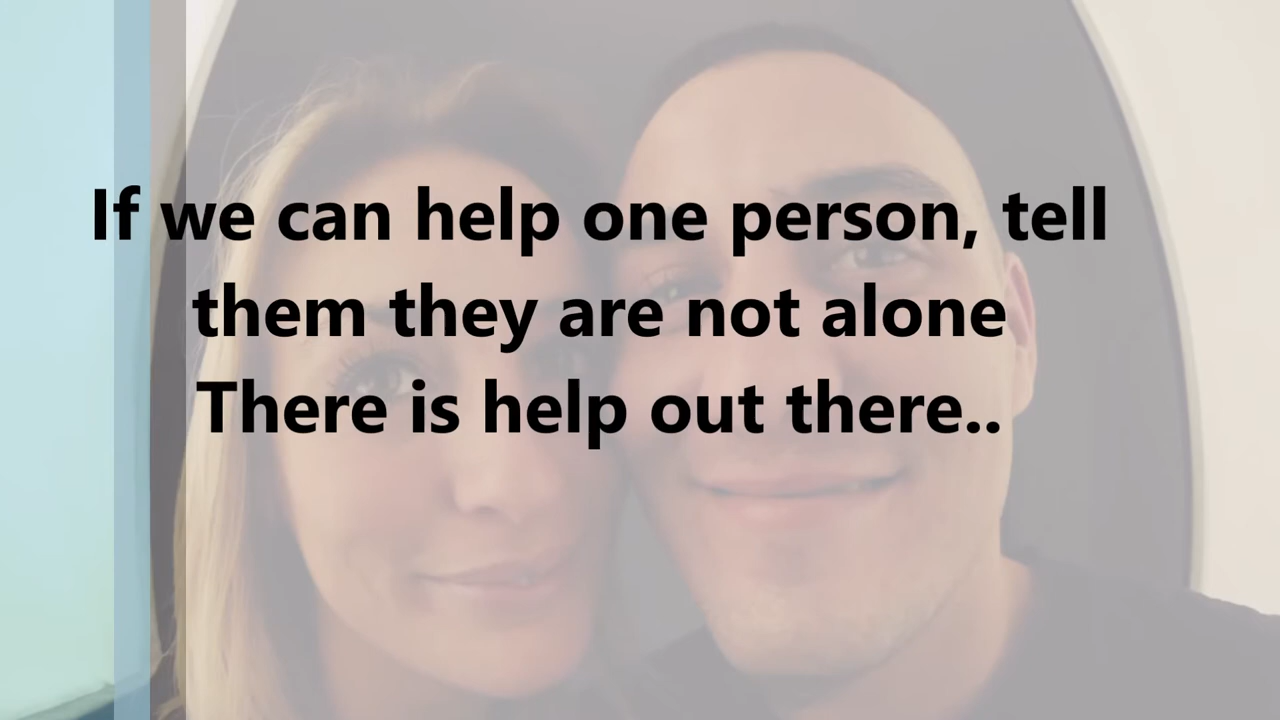 If we can help one person, tell
them they are not alone
There is help out there..